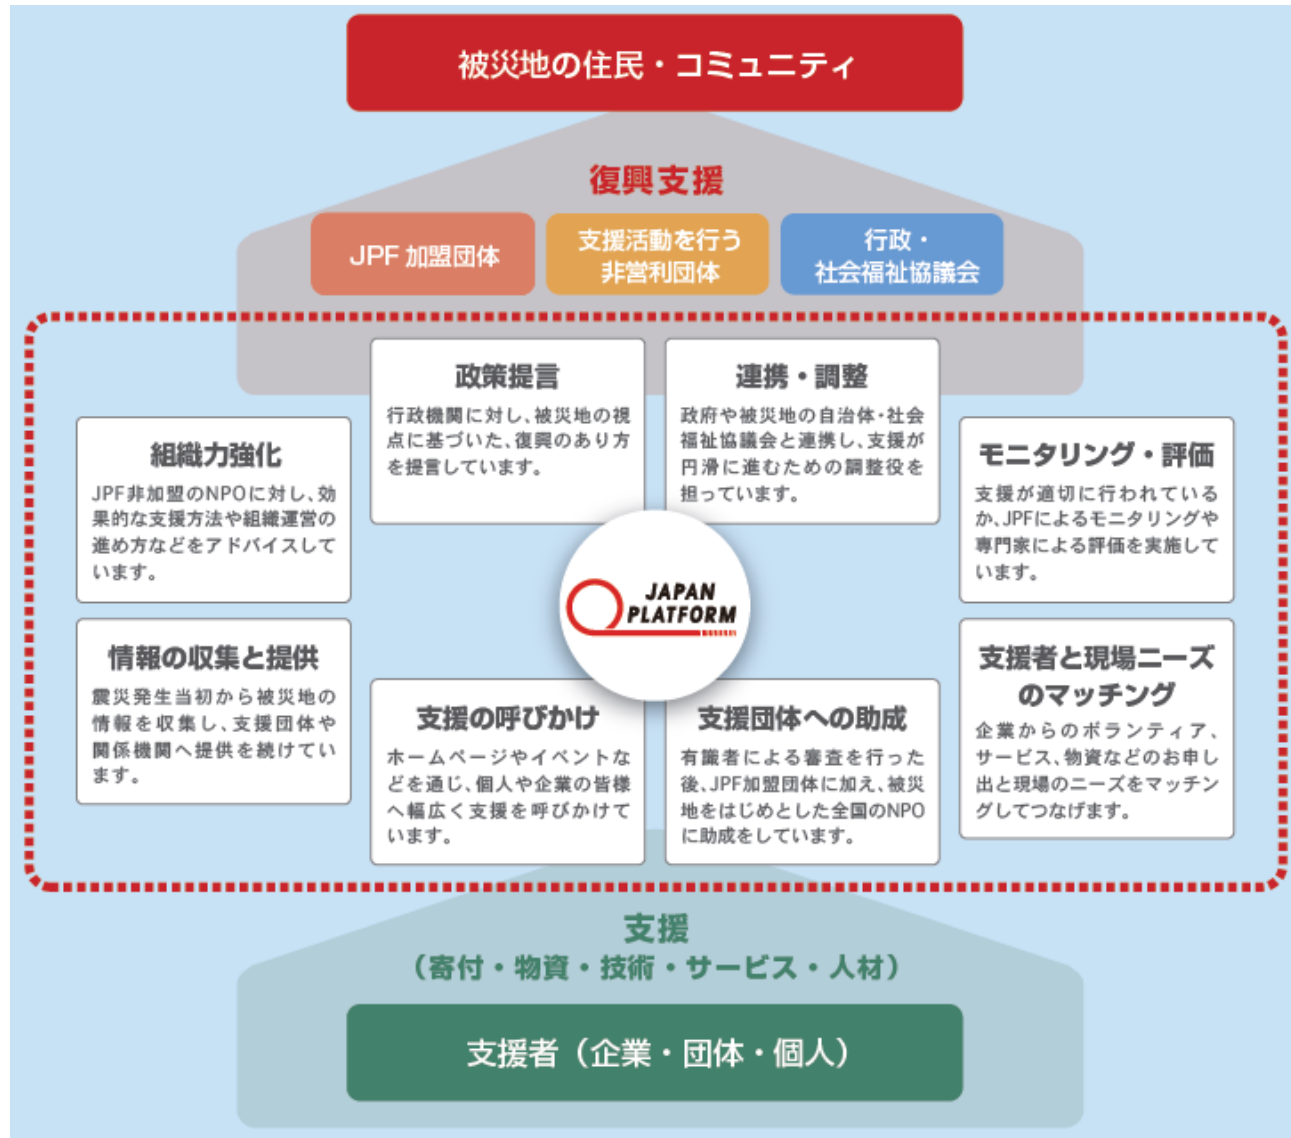 被災地の住民・コミュニティ
復興支援
JPF 加盟団体
支援活動を行う
非営利団体
行政・
社会福祉協議会
政策提言
行政機関に対し、被災地の視
点に基づいた、復興のあり方
を提言しています。
連携・調整
政府や被災地の自治体・社会
福祉協議会と連携し、支援が
円滑に進むための調整役を
担っています。
組織力強化
JPF非加盟のNPOに対し、効
果的な支援方法や組織運営の
進め方などをアドバイスして
います。
モニタリング・評価
支援が適切に行われている
か、JPFによるモニタリングや
専門家による評価を実施して
います。
JAPAN
PLATFORM
情報の収集と提供
震災発生当初から被災地の
情報を収集し、支援団体や
関係機関へ提供を続けてい
ます。
支援の呼びかけ
ホームページやイベントな
どを通じ、個人や企業の皆様
へ幅広く支援を呼びかけて
います。
支援団体への助成
有識者による審査を行った
後、JPF加盟団体に加え、被災
地をはじめとした全国のNPO
に助成をしています。
支援者と現場ニーズ
のマッチング
企業からのボランティア、
サービス、物資などのお申し
出と現場のニーズをマッチン
グしてつなげます。
支援
（寄付・物資・技術・サービス・人材）
支援者（企業・団体・個人）